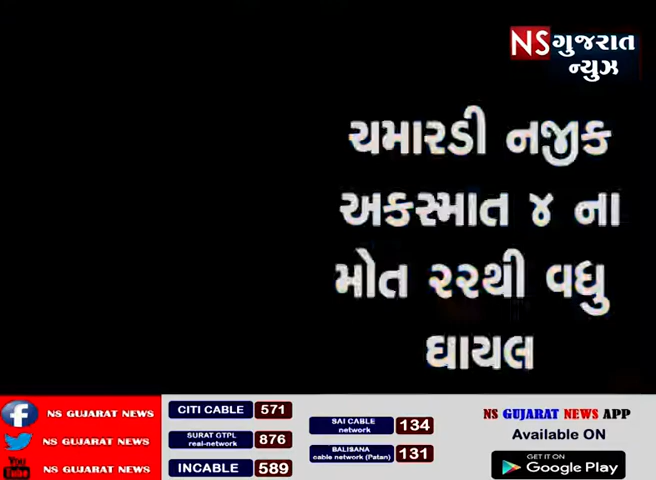 NSગુજરાત
ન્યુઝ
ચમારડી નજીક
અકસ્માત ૪ ના
મોત ૨૨થી વધુ
ઘાયલ
NS GUJARAT NEWS
NS GUJARAT NEWS
You Tube NS GUJARAT NEWS
CITI CABLE 571
SURAT GTPL real-network 876
INCABLE 589
SAI CABLE network 134
BALISANA cable network (Patan) 131
NS GUJARAT NEWS APP
Available ON
GET IT ON
Google Play